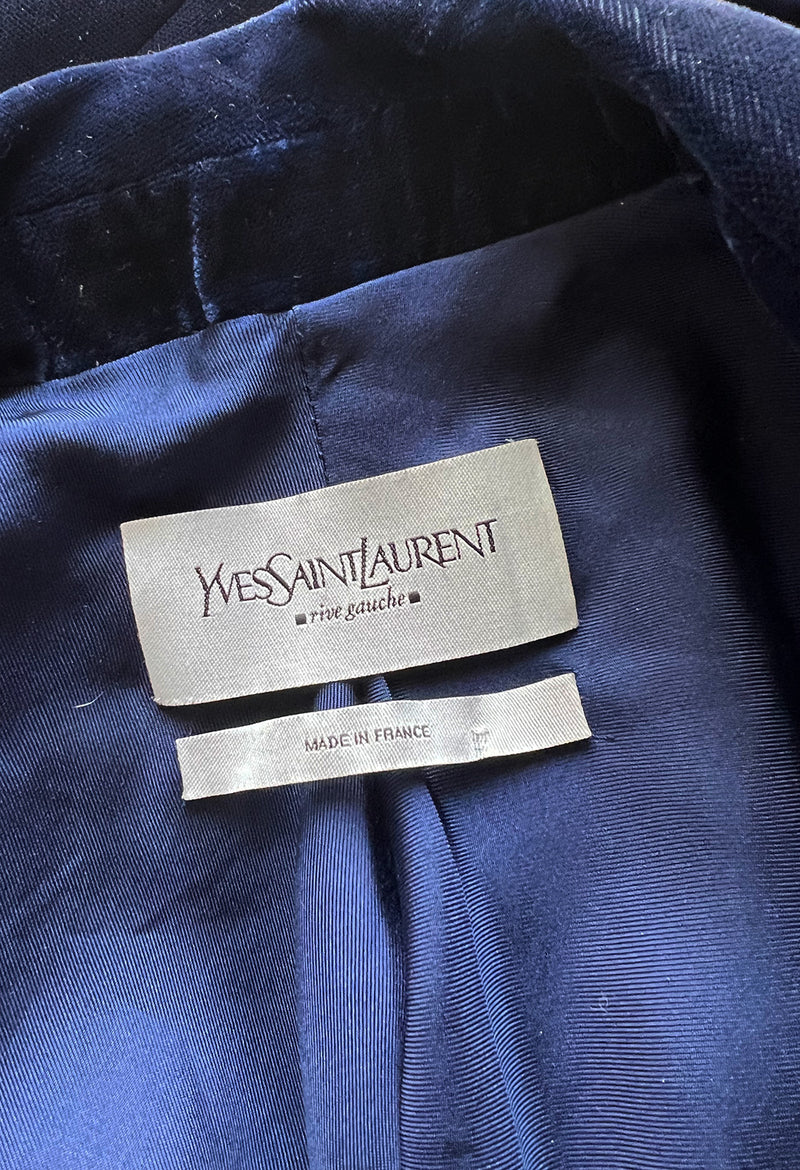 YVESSAINTLAURENT
rive gauche
MADE IN FRANCE